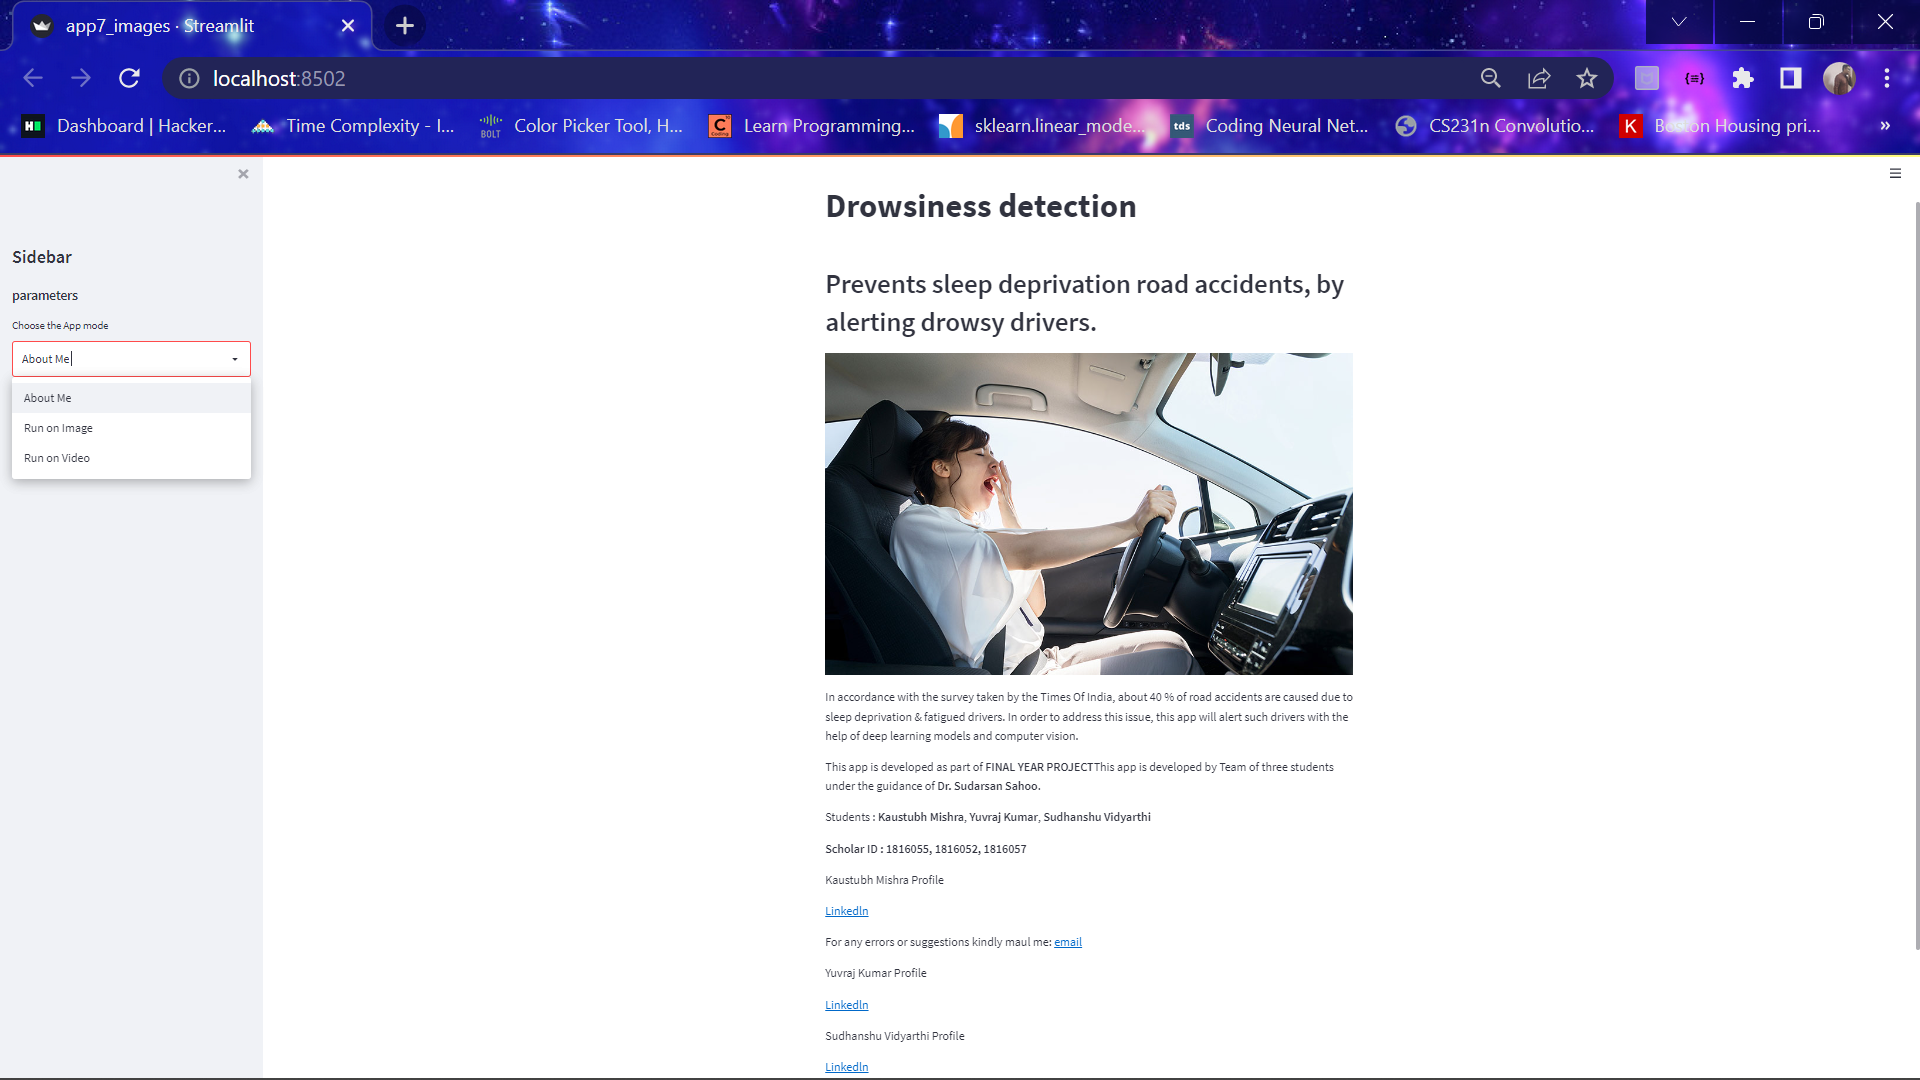 app7_images · Streamlit
localhost:8502
Dashboard | Hacker...
Time Complexity - I...
BOLT
Color Picker Tool, H...
C
Coding
Learn Programming...
sklearn.linear_mode...
tds
Coding Neural Net...
CS231n Convolutio...
K
Boston Housing pri...
»
Sidebar
parameters
Choose the App mode
About Me
About Me
Run on Image
Run on Video
Drowsiness detection
Prevents sleep deprivation road accidents, by
alerting drowsy drivers.
In accordance with the survey taken by the Times Of India, about 40 % of road accidents are caused due to
sleep deprivation & fatigued drivers. In order to address this issue, this app will alert such drivers with the
help of deep learning models and computer vision.
This app is developed as part of FINAL YEAR PROJECTThis app is developed by Team of three students
under the guidance of Dr. Sudarsan Sahoo.
Students : Kaustubh Mishra, Yuvraj Kumar, Sudhanshu Vidyarthi
Scholar ID : 1816055, 1816052, 1816057
Kaustubh Mishra Profile
LinkedIn
For any errors or suggestions kindly maul me: email
Yuvraj Kumar Profile
LinkedIn
Sudhanshu Vidyarthi Profile
LinkedIn